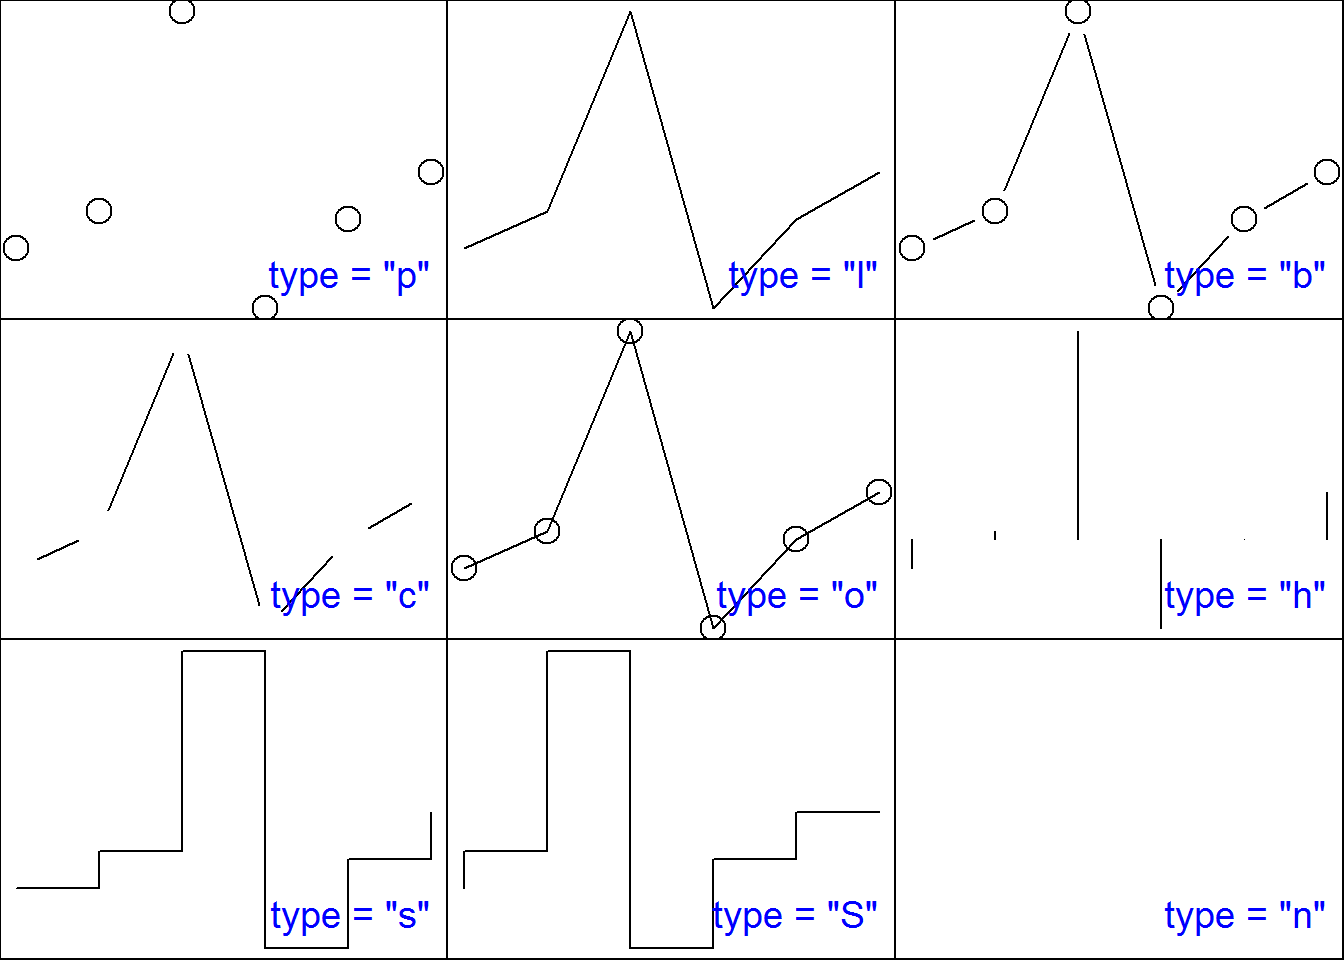 type = "p"
type = "l"
type = "b"
type = "c"
type = "o"
type = "h"
type = "s"
type = "S"
type = "n"